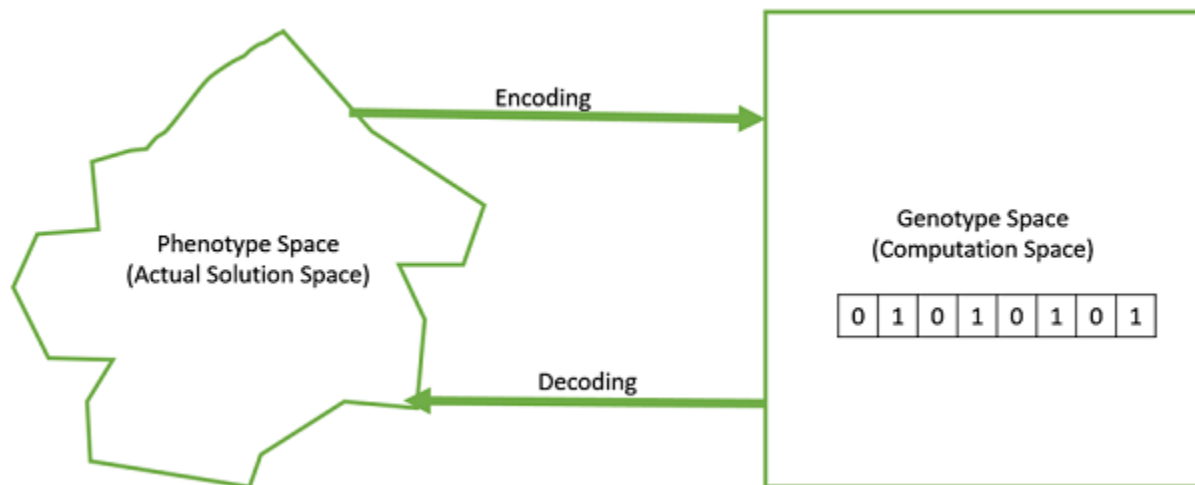 Encoding
Phenotype Space
(Actual Solution Space)
Genotype Space
(Computation Space)
0 1 0 1 0 1 0 1
Decoding